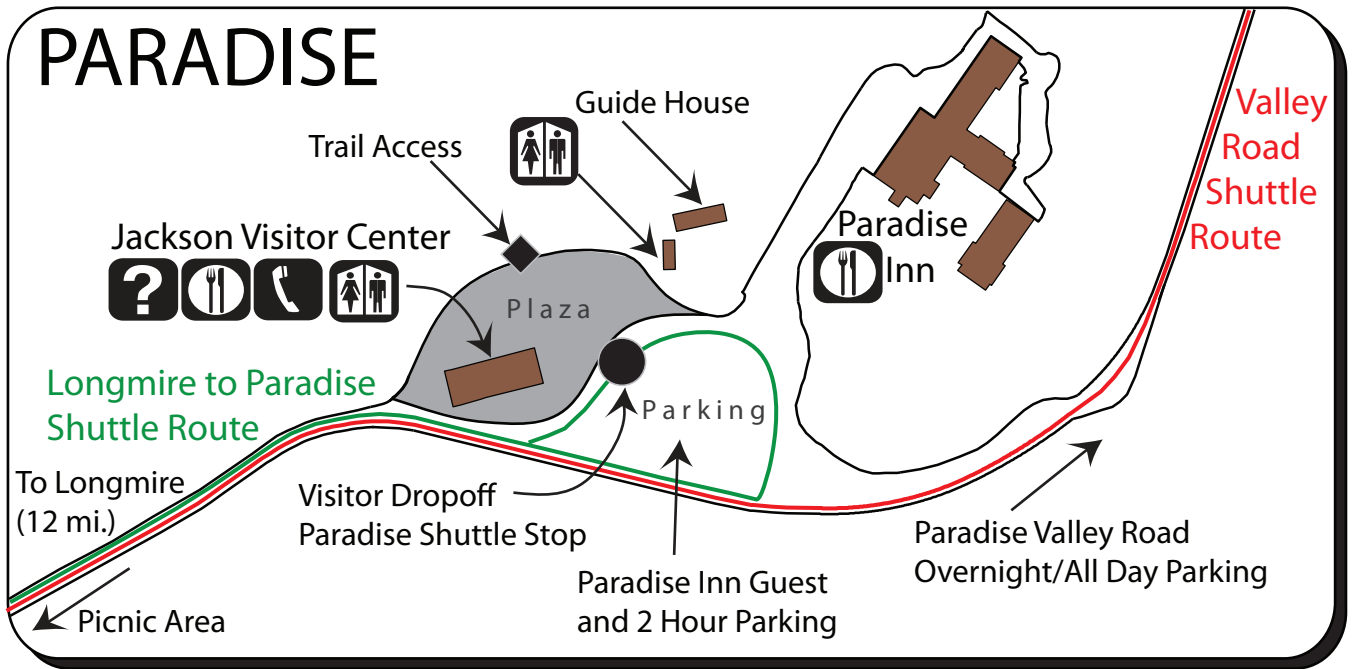 PARADISE
Guide House
Trail Access
Valley
Road
Shuttle
Route
Jackson Visitor Center
?
Paradise
Inn
Plaza
Longmire to Paradise
Shuttle Route
Parking
To Longmire
(12 mi.)
Visitor Dropoff
Paradise Shuttle Stop
Paradise Valley Road
Overnight/All Day Parking
Paradise Inn Guest
and 2 Hour Parking
Picnic Area